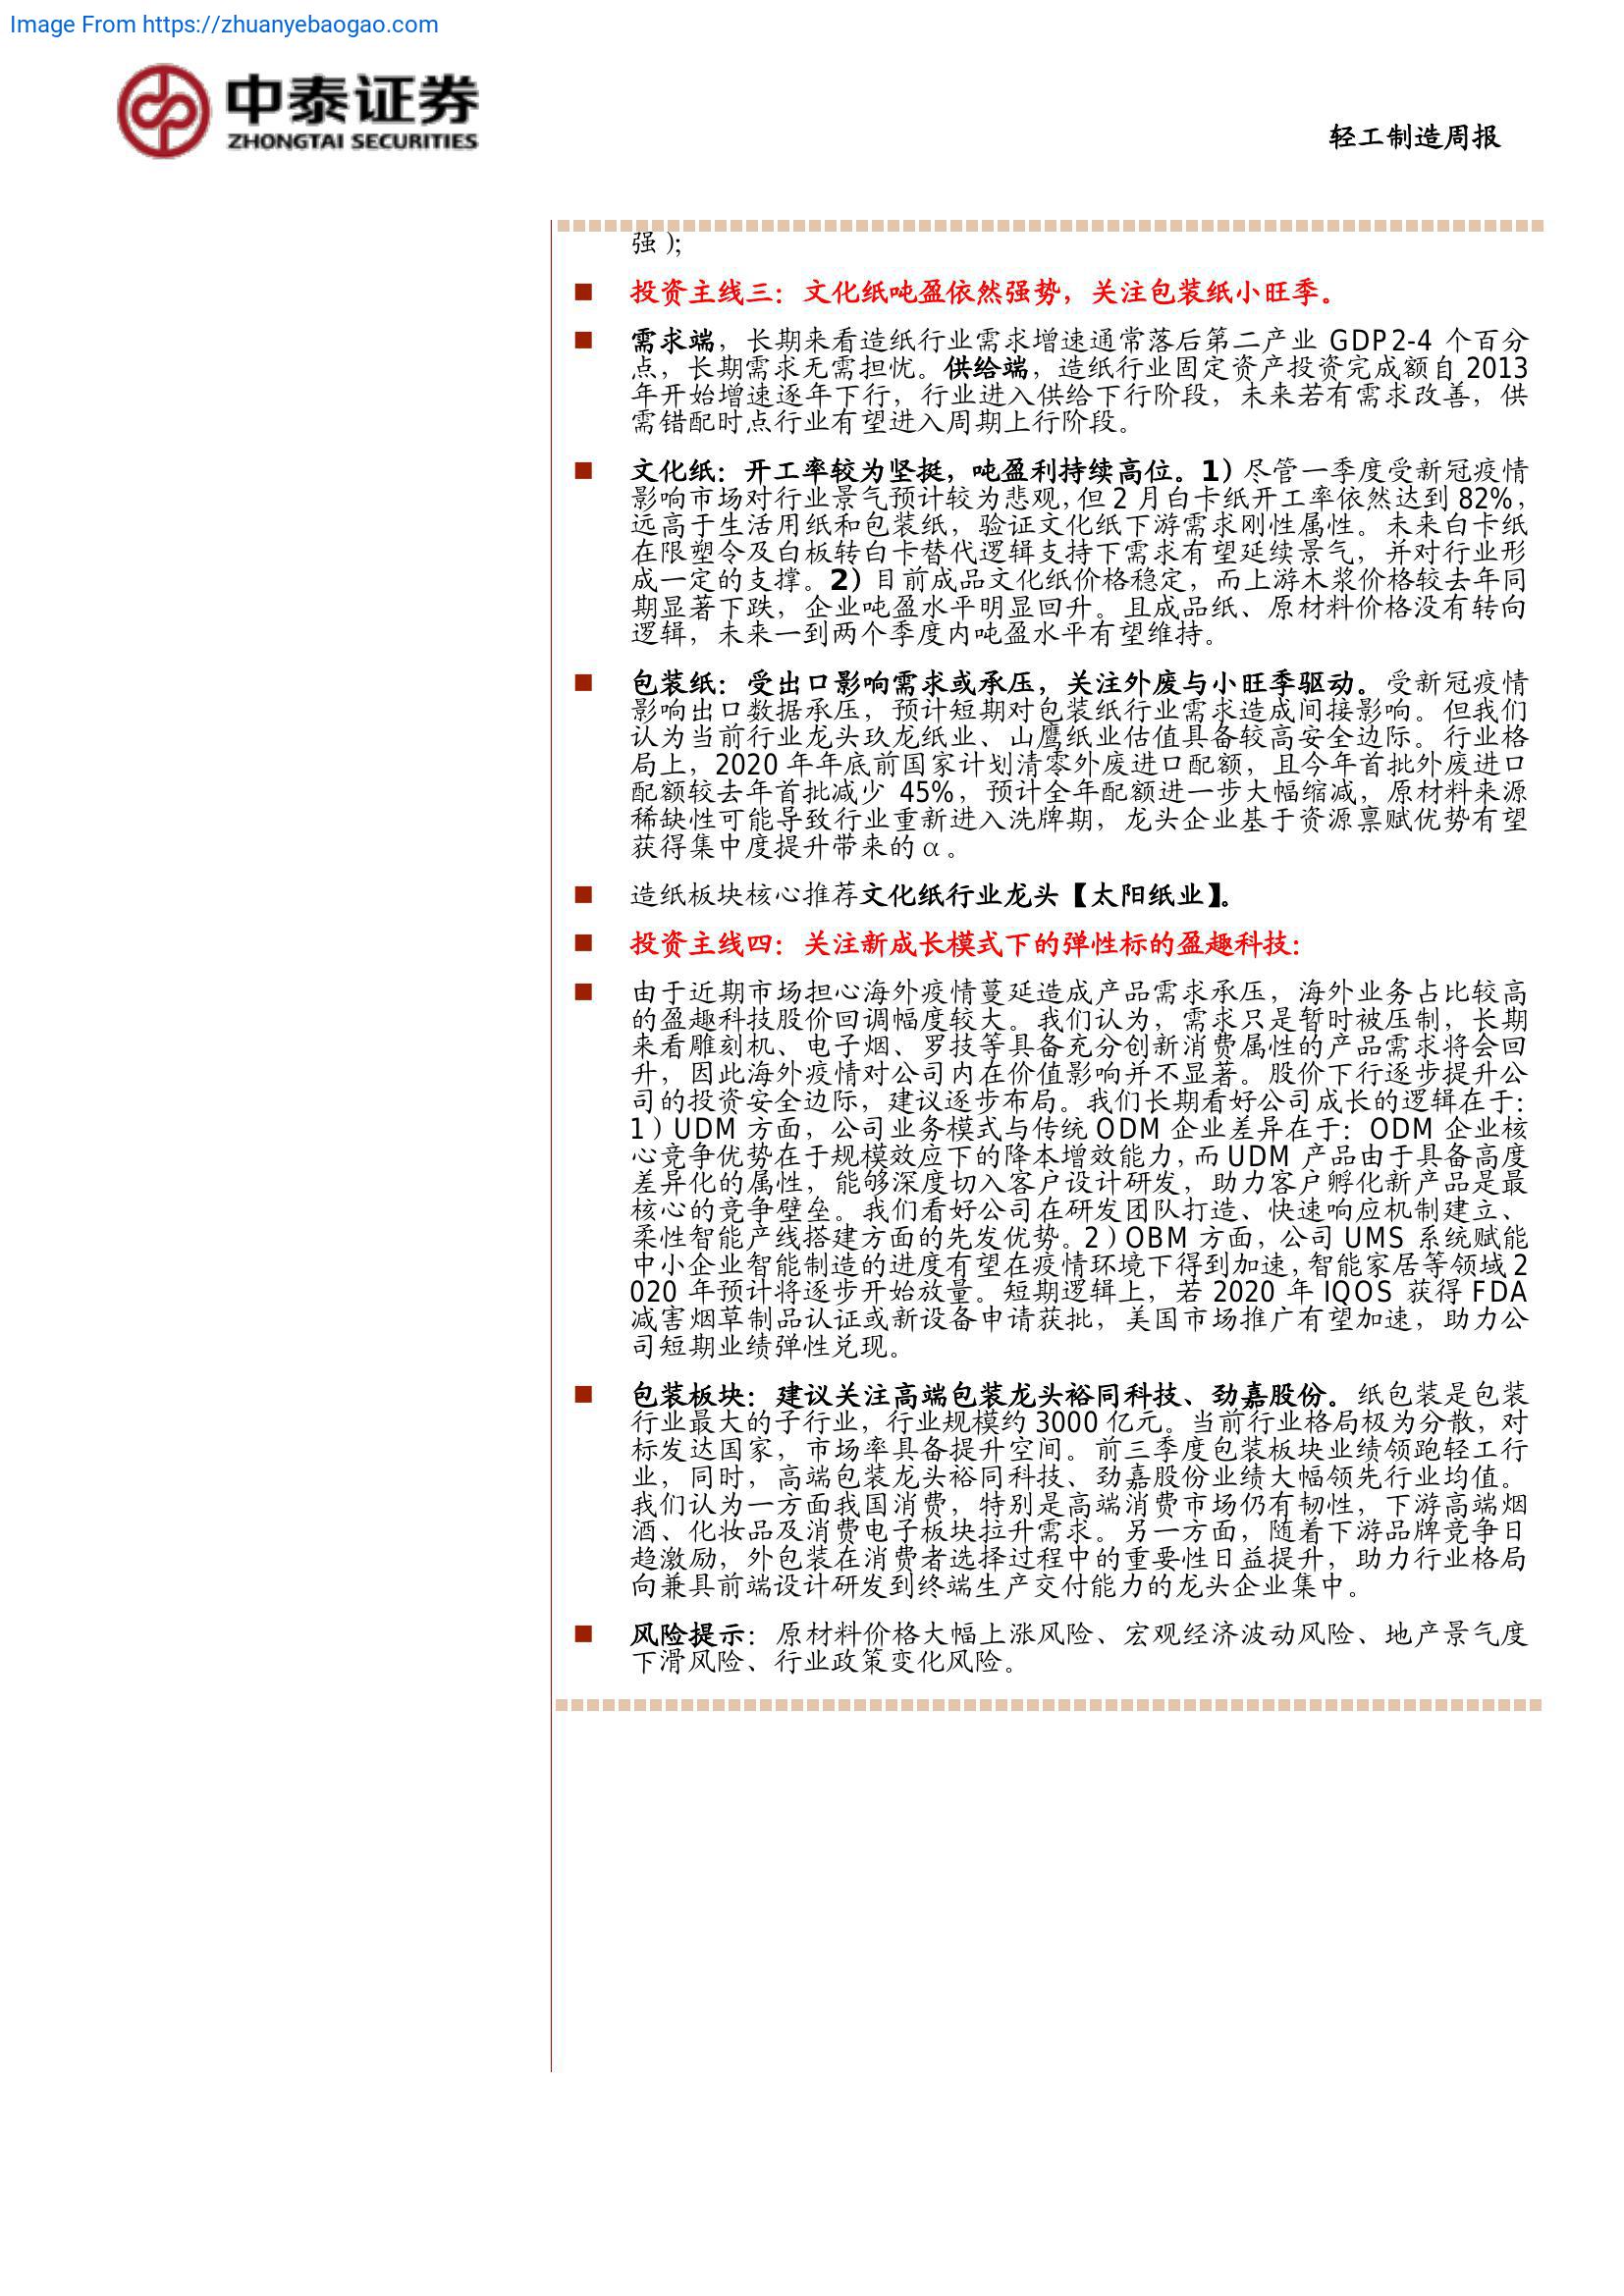 Image From https://zhuanyebaogao.com
中泰证券
ZHONGTAI SECURITIES
轻工制造周报
强);
■ 投资主线三：文化纸吨盈依然强势，关注包装纸小旺季。
■ 需求端，长期来看造纸行业需求增速通常落后第二产业 GDP2-4 个百分
点，长期需求无需担忧。供给端，造纸行业固定资产投资完成额自 2013
年开始增速逐年下行，行业进入供给下行阶段，未来若有需求改善，供
需错配时点行业有望进入周期上行阶段。
■ 文化纸：开工率较为坚挺，吨盈利持续高位。1）尽管一季度受新冠疫情
影响市场对行业景气预计较为悲观，但 2 月白卡纸开工率依然达到 82%，
远高于生活用纸和包装纸，验证文化纸下游需求刚性属性。未来白卡纸
在限塑令及白板转白卡替代逻辑支持下需求有望延续景气，并对行业形
成一定的支撑。2）目前成品文化纸价格稳定，而上游木浆价格较去年同
期显著下跌，企业吨盈水平明显回升。且成品纸、原材料价格没有转向
逻辑，未来一到两个季度内吨盈水平有望维持。
■ 包装纸：受出口影响需求或承压，关注外废与小旺季驱动。受新冠疫情
影响出口数据承压，预计短期对包装纸行业需求造成间接影响。但我们
认为当前行业龙头玖龙纸业、山鹰纸业估值具备较高安全边际。行业格
局上，2020 年年底前国家计划清零外废进口配额，且今年首批外废进口
配额较去年首批减少 45%，预计全年配额进一步大幅缩减，原材料来源
稀缺性可能导致行业重新进入洗牌期，龙头企业基于资源禀赋优势有望
获得集中度提升带来的 α。
■ 造纸板块核心推荐文化纸行业龙头【太阳纸业】。
■ 投资主线四：关注新成长模式下的弹性标的盈趣科技：
■ 由于近期市场担心海外疫情蔓延造成产品需求承压，海外业务占比较高
的盈趣科技股价回调幅度较大。我们认为，需求只是暂时被压制，长期
来看雕刻机、电子烟、罗技等具备充分创新消费属性的产品需求将会回
升，因此海外疫情对公司内在价值影响并不显著。股价下行逐步提升公
司的投资安全边际，建议逐步布局。我们长期看好公司成长的逻辑在于：
1）UDM 方面，公司业务模式与传统 ODM 企业差异在于：ODM 企业核
心竞争优势在于规模效应下的降本增效能力，而 UDM 产品由于具备高度
差异化的属性，能够深度切入客户设计研发，助力客户孵化新产品是最
核心的竞争壁垒。我们看好公司在研发团队打造、快速响应机制建立、
柔性智能产线搭建方面的先发优势。2）OBM 方面，公司 UMS 系统赋能
中小企业智能制造的进度有望在疫情环境下得到加速，智能家居等领域 2
020 年预计将逐步开始放量。短期逻辑上，若 2020 年 IQOS 获得 FDA
减害烟草制品认证或新设备申请获批，美国市场推广有望加速，助力公
司短期业绩弹性兑现。
■ 包装板块：建议关注高端包装龙头裕同科技、劲嘉股份。纸包装是包装
行业最大的子行业，行业规模约 3000 亿元。当前行业格局极为分散，对
标发达国家，市场率具备提升空间。前三季度包装板块业绩领跑轻工行
业，同时，高端包装龙头裕同科技、劲嘉股份业绩大幅领先行业均值。
我们认为一方面我国消费，特别是高端消费市场仍有韧性，下游高端烟
酒、化妆品及消费电子板块拉升需求。另一方面，随着下游品牌竞争日
趋激励，外包装在消费者选择过程中的重要性日益提升，助力行业格局
向兼具前端设计研发到终端生产交付能力的龙头企业集中。
■ 风险提示：原材料价格大幅上涨风险、宏观经济波动风险、地产景气度
下滑风险、行业政策变化风险。